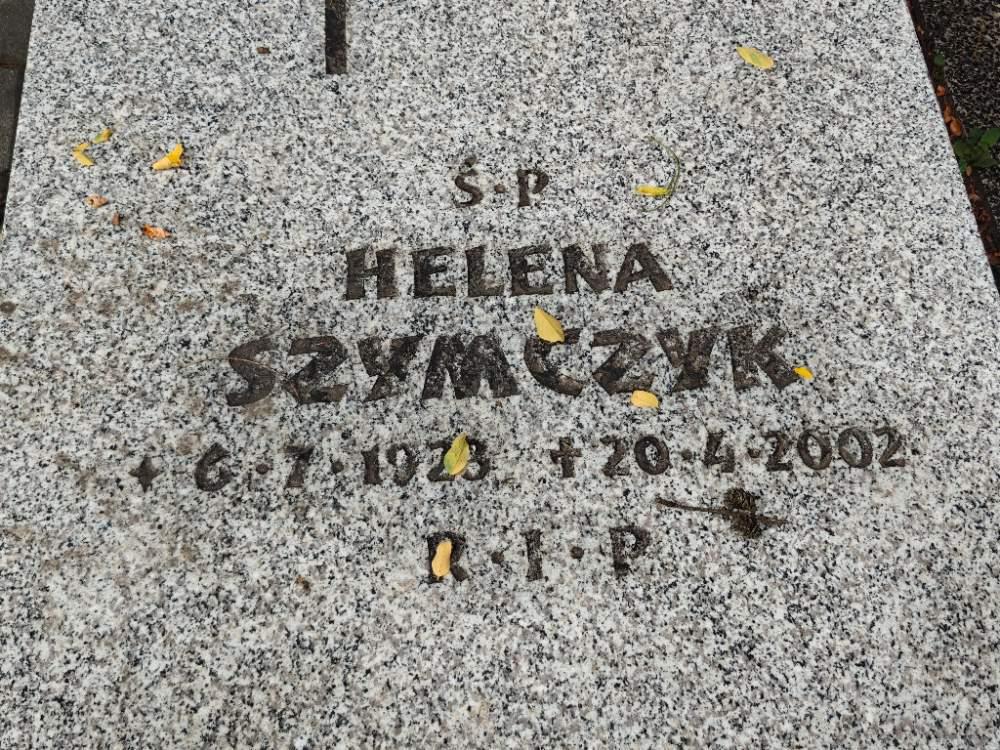 Ś·P
HELENA
SZYMCZYK
✦ 6·7·1923 ✝ 20·4·2002
R·I·P